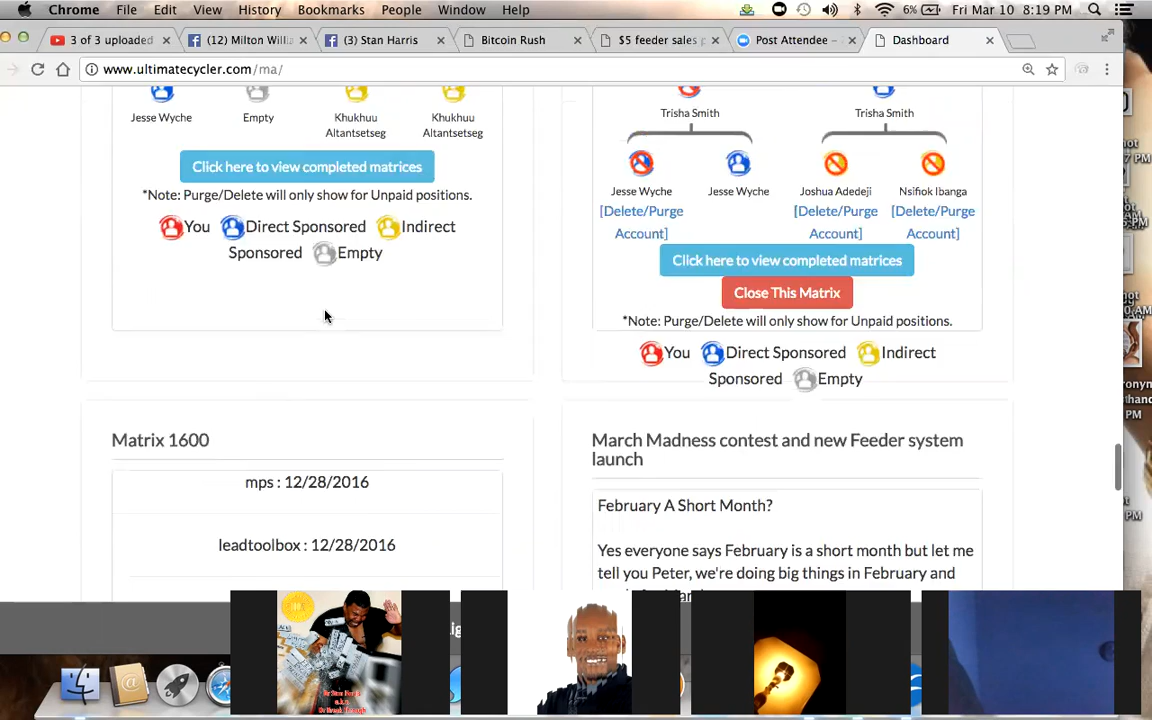 Chrome File Edit View History Bookmarks People Window Help
6% Fri Mar 10 8:19 PM
3 of 3 uploaded
(12) Milton Willi
(3) Stan Harris
Bitcoin Rush
$5 feeder sales p
Post Attendee –
Dashboard
www.ultimatecycler.com/ma/
Jesse Wyche
Empty
Khukhuu
Altantsetseg
Khukhuu
Altantsetseg
Click here to view completed matrices
*Note: Purge/Delete will only show for Unpaid positions.
You Direct Sponsored Indirect
Sponsored Empty
Trisha Smith
Trisha Smith
Jesse Wyche
Jesse Wyche
Joshua Adedeji
Nsifiok Ibanga
[Delete/Purge
Account]
[Delete/Purge
Account]
[Delete/Purge
Account]
Click here to view completed matrices
Close This Matrix
*Note: Purge/Delete will only show for Unpaid positions.
You Direct Sponsored Indirect
Sponsored Empty
Matrix 1600
mps : 12/28/2016
leadtoolbox : 12/28/2016
March Madness contest and new Feeder system
launch
February A Short Month?
Yes everyone says February is a short month but let me
tell you Peter, we're doing big things in February and